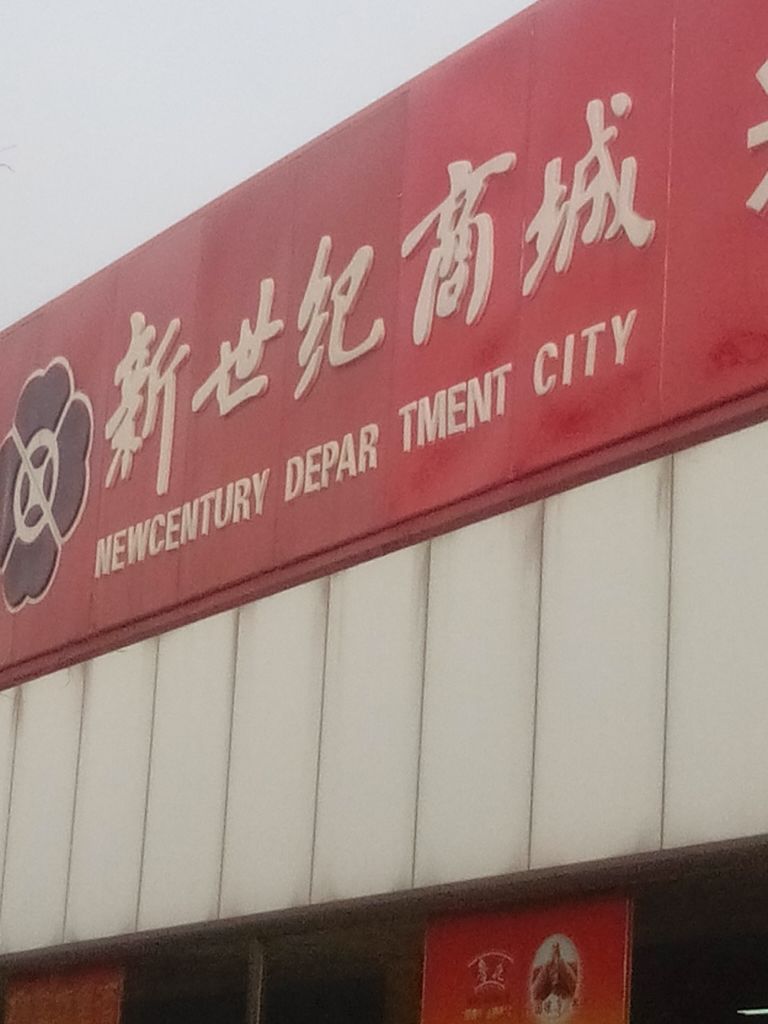 新世纪商城
NEWCENTURY DEPAR TMENT CITY